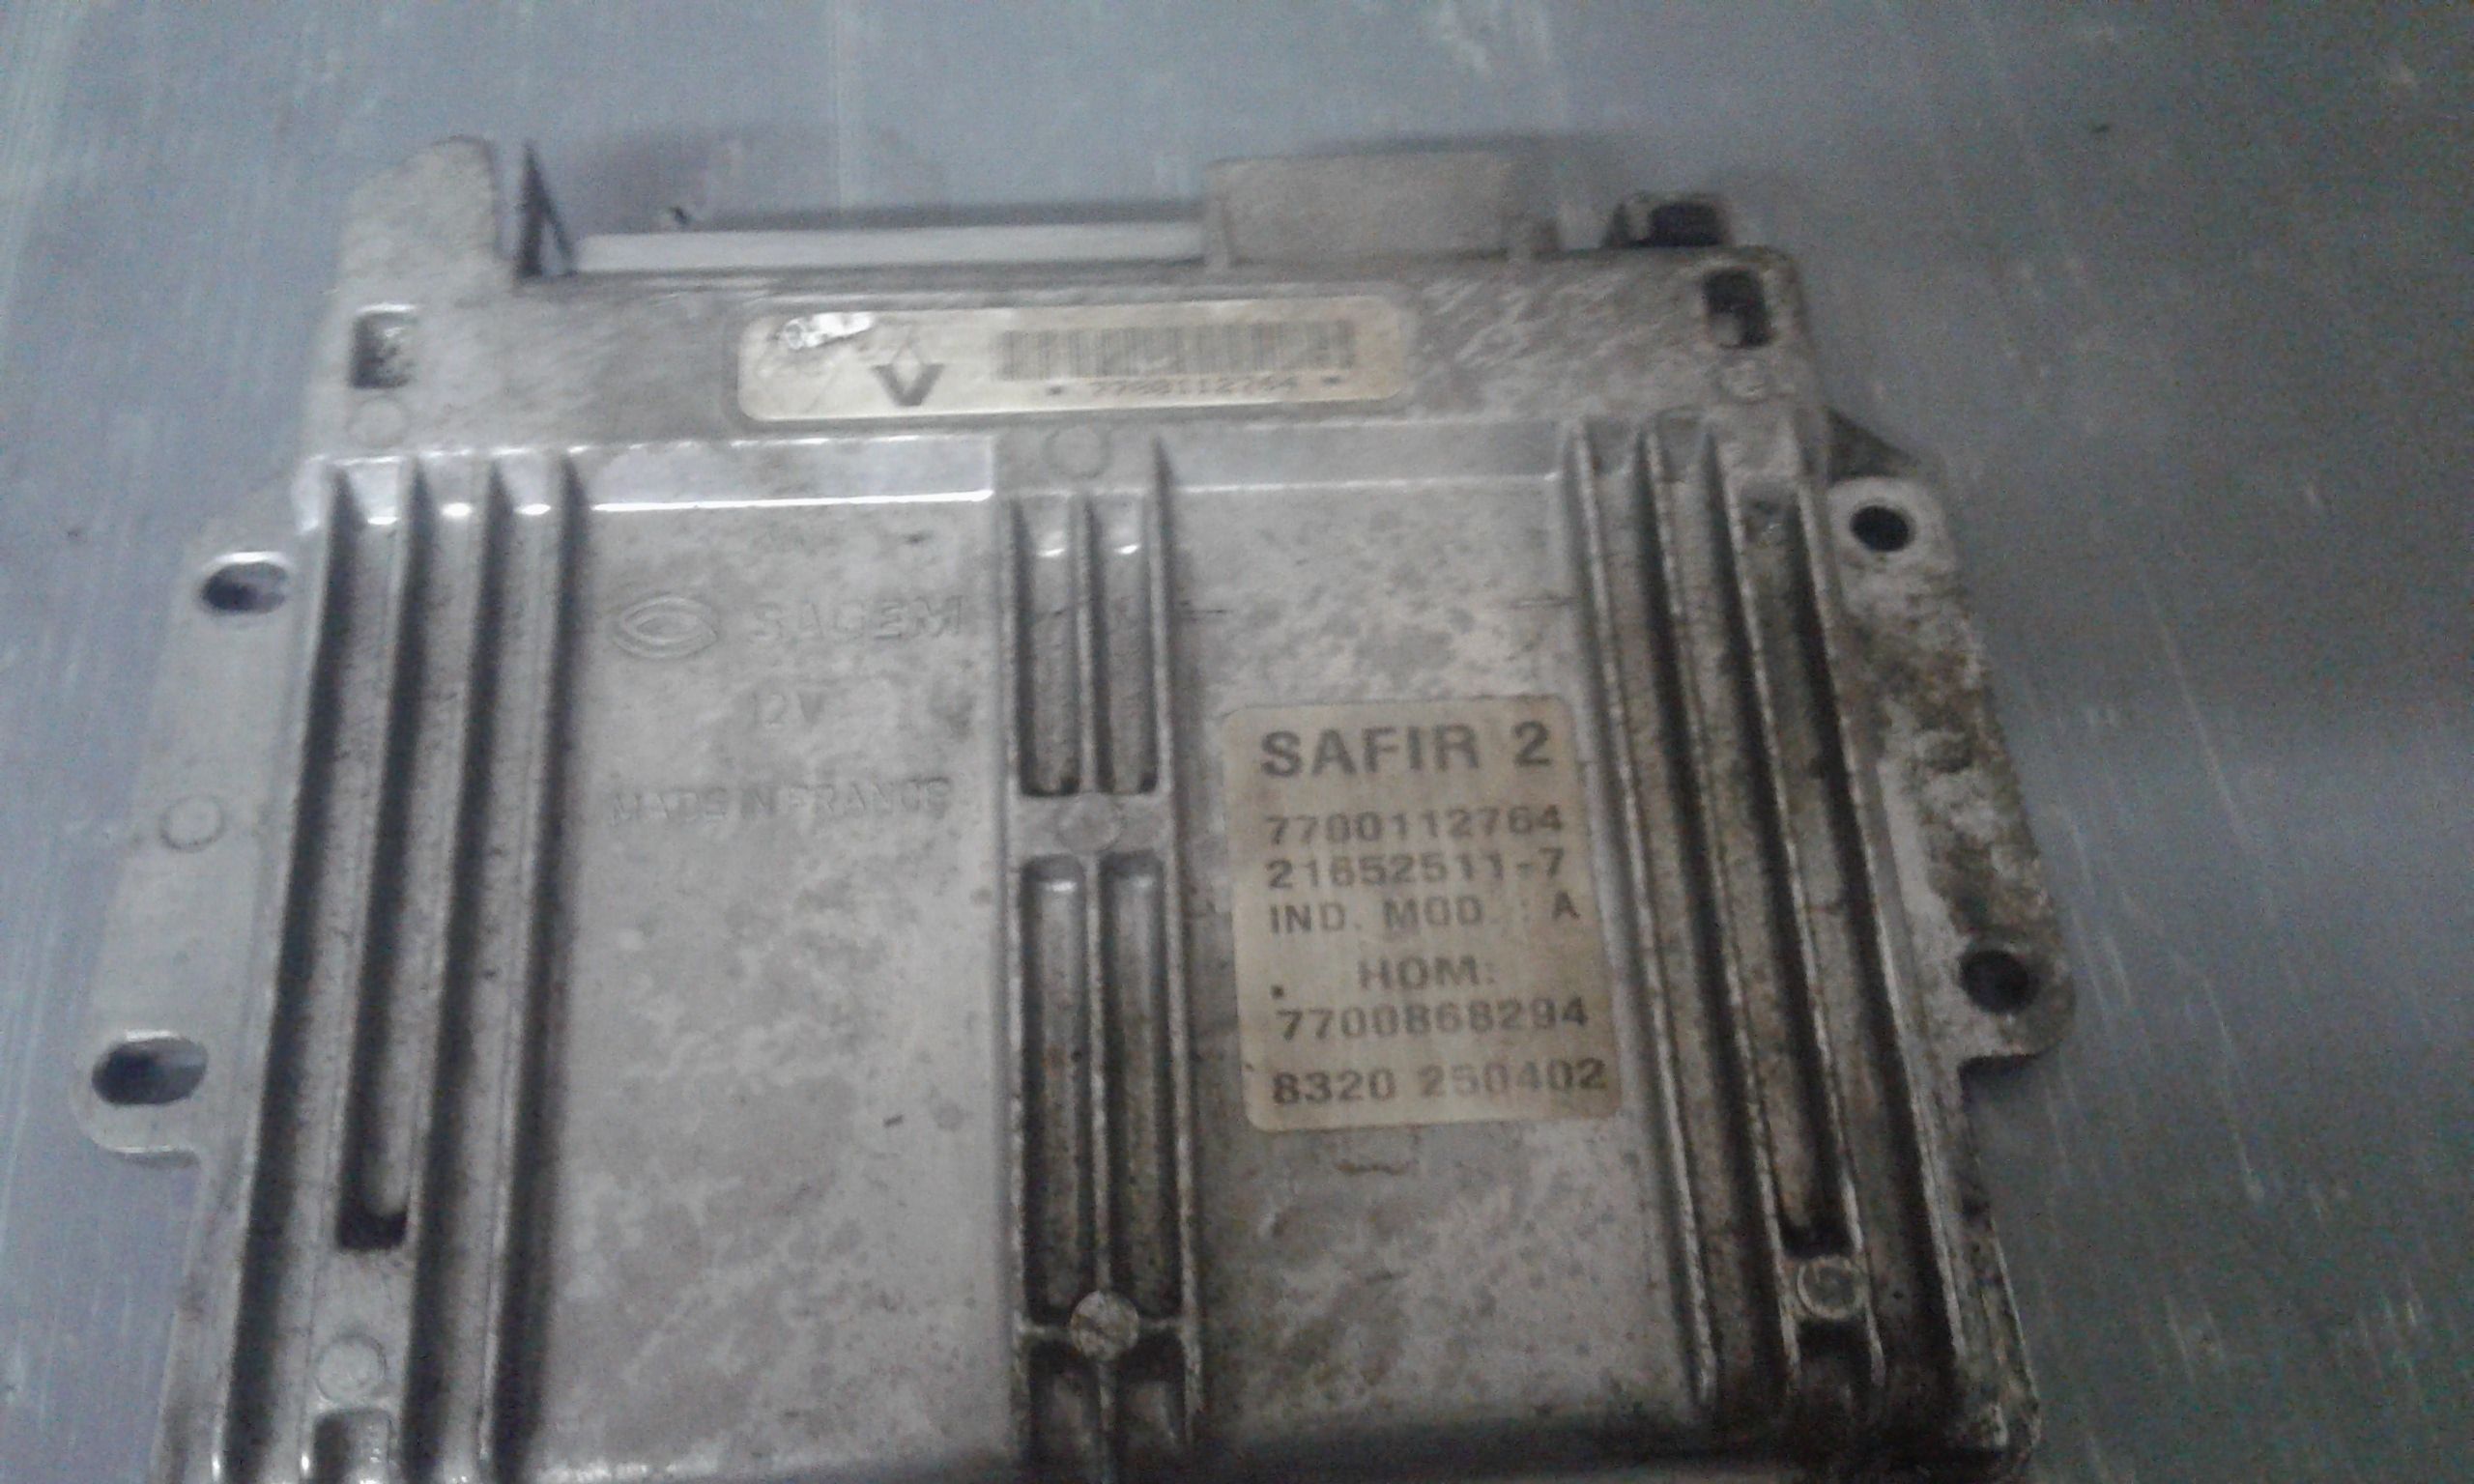 * 7700112764 *
SAGEM
12V
MADE IN FRANCE
SAFIR 2
7700112764
21652511-7
IND. MOD. : A
. HOM:
7700868294
8320 250402